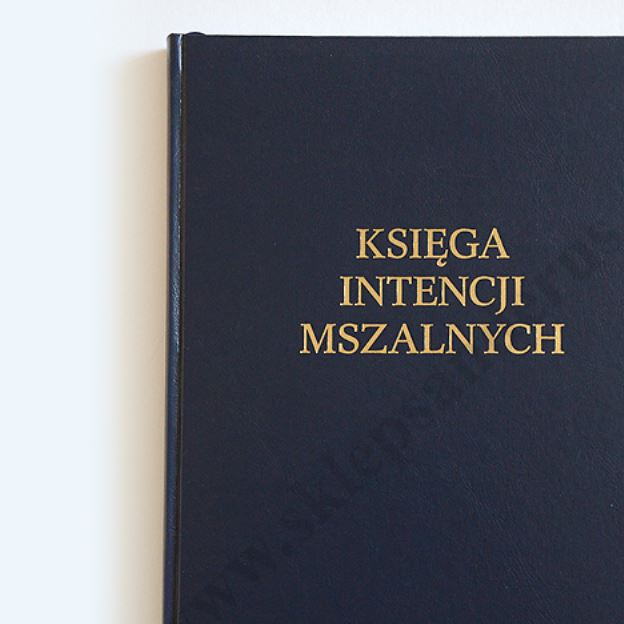 KSIĘGA
INTENCJI
MSZALNYCH